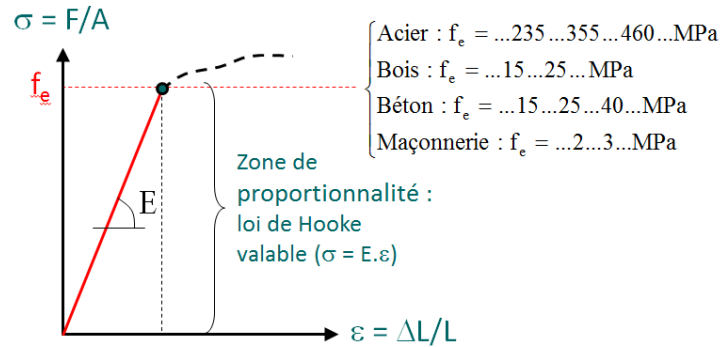 σ = F/A
fe
Acier : fe = ...235...355...460...MPa
Bois : fe = ...15...25...MPa
Béton : fe = ...15...25...40...MPa
Maçonnerie : fe = ...2...3...MPa
E
Zone de
proportionnalité :
loi de Hooke
valable (σ = E.ε)
ε = ΔL/L